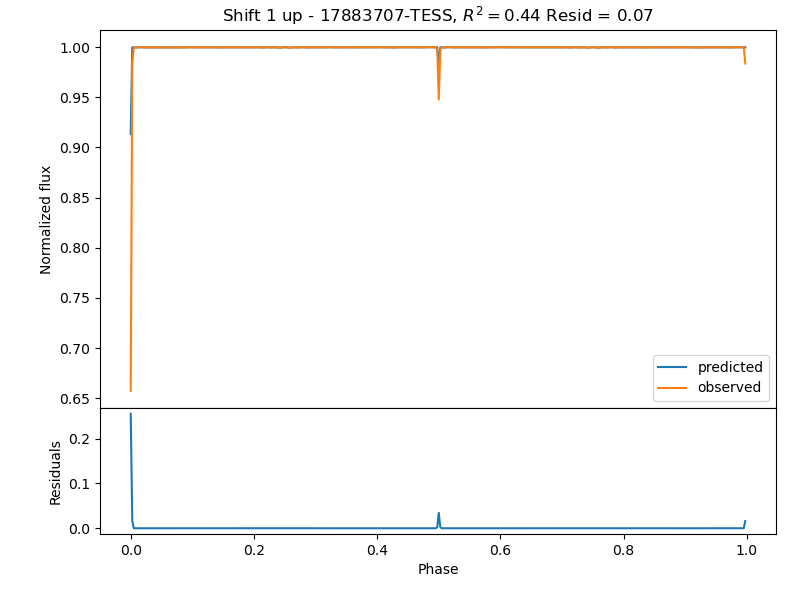 Shift 1 up - 17883707-TESS, R² = 0.44 Resid = 0.07
Normalized flux
1.00
0.95
0.90
0.85
0.80
0.75
0.70
0.65
predicted
observed
Residuals
0.2
0.1
0.0
0.0
0.2
0.4
0.6
0.8
1.0
Phase